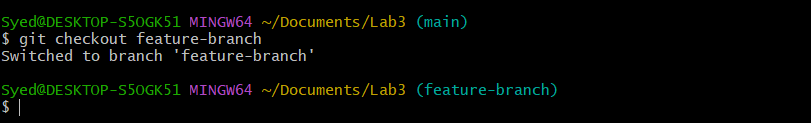 Syed@DESKTOP-S5OGK51 MINGW64 ~/Documents/Lab3 (main)
$ git checkout feature-branch
Switched to branch 'feature-branch'
Syed@DESKTOP-S5OGK51 MINGW64 ~/Documents/Lab3 (feature-branch)
$